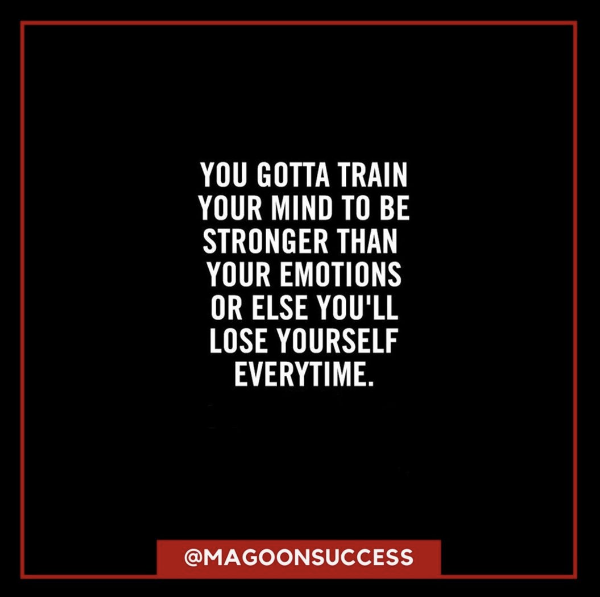 YOU GOTTA TRAIN
YOUR MIND TO BE
STRONGER THAN
YOUR EMOTIONS
OR ELSE YOU'LL
LOSE YOURSELF
EVERYTIME.
@MAGOONSUCCESS